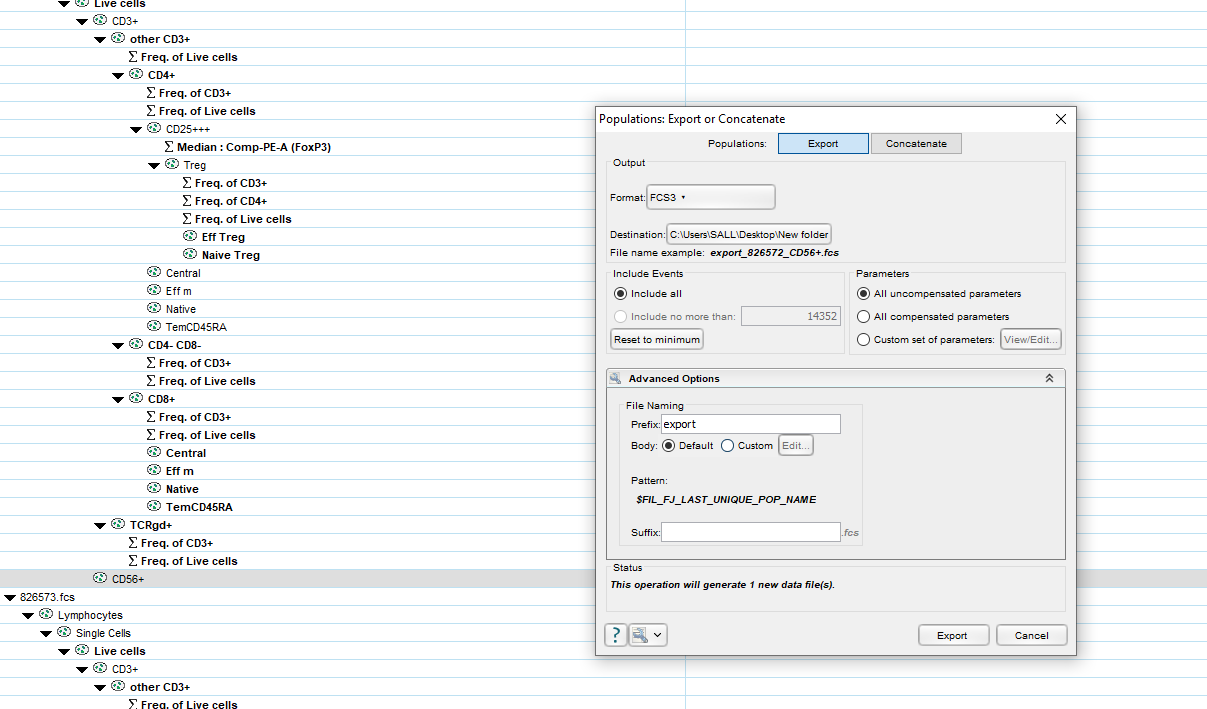 Live cells
CD3+
other CD3+
Σ Freq. of Live cells
CD4+
Σ Freq. of CD3+
Σ Freq. of Live cells
CD25+++
Σ Median : Comp-PE-A (FoxP3)
Treg
Σ Freq. of CD3+
Σ Freq. of CD4+
Σ Freq. of Live cells
Eff Treg
Naive Treg
Central
Eff m
Native
TemCD45RA
CD4- CD8-
Σ Freq. of CD3+
Σ Freq. of Live cells
CD8+
Σ Freq. of CD3+
Σ Freq. of Live cells
Central
Eff m
Native
TemCD45RA
TCRgd+
Σ Freq. of CD3+
Σ Freq. of Live cells
CD56+
826573.fcs
Lymphocytes
Single Cells
Live cells
CD3+
other CD3+
Σ Freq. of Live cells
Populations: Export or Concatenate
Populations: Export Concatenate
Output
Format: FCS3
Destination: C:\Users\SALL\Desktop\New folder
File name example: export_826572_CD56+.fcs
Include Events
Include all
Include no more than: 14352
Reset to minimum
Parameters
All uncompensated parameters
All compensated parameters
Custom set of parameters: View/Edit...
Advanced Options
File Naming
Prefix: export
Body: Default Custom Edit...
Pattern:
$FIL_FJ_LAST_UNIQUE_POP_NAME
Suffix: .fcs
Status
This operation will generate 1 new data file(s).
? Export Cancel